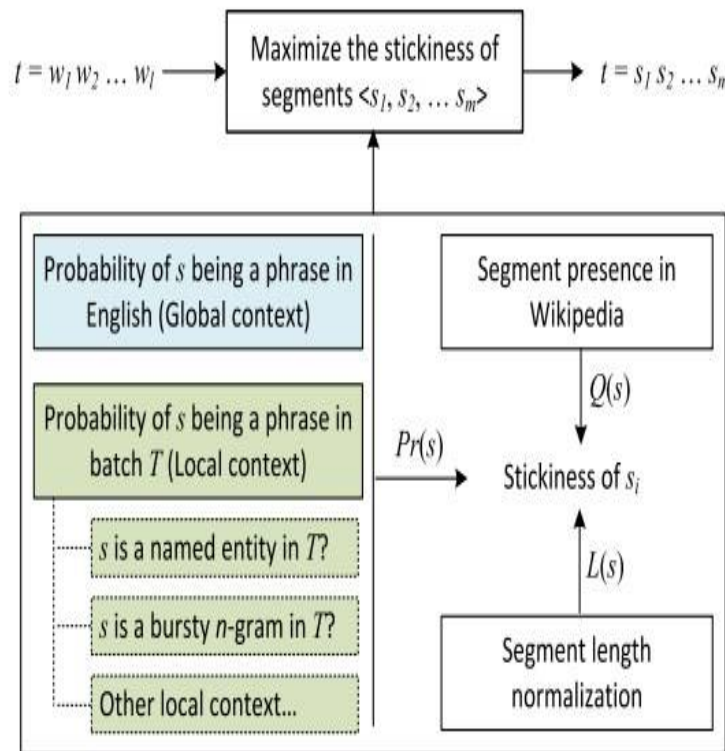 t = w₁ w₂ … wₗ
Maximize the stickiness of
segments <s₁, s₂, … sₘ>
t = s₁ s₂ … sₘ
Probability of s being a phrase in
English (Global context)
Segment presence in
Wikipedia
Q(s)
Probability of s being a phrase in
batch T (Local context)
Pr(s)
Stickiness of sᵢ
s is a named entity in T?
L(s)
s is a bursty n-gram in T?
Segment length
normalization
Other local context...